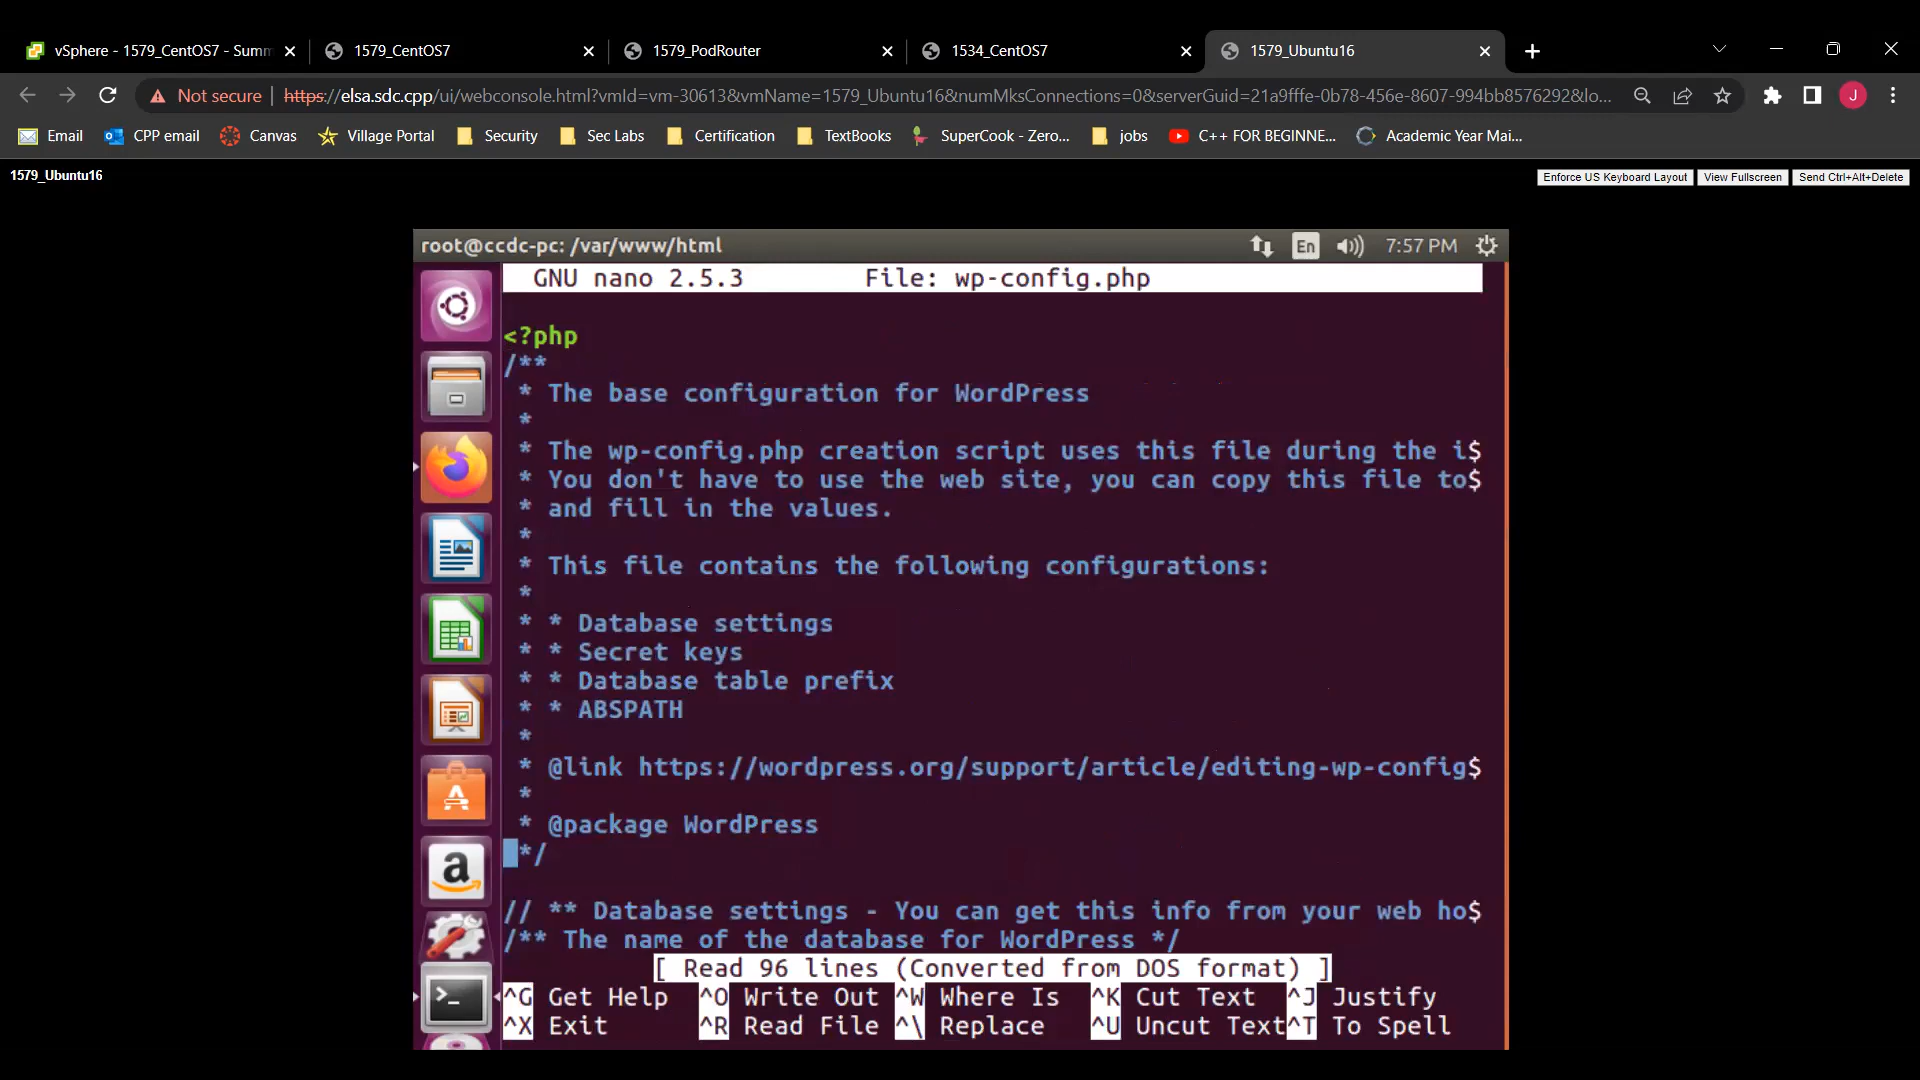 vSphere - 1579_CentOS7 - Summ
1579_CentOS7
1579_PodRouter
1534_CentOS7
1579_Ubuntu16
Not secure
https://elsa.sdc.cpp/ui/webconsole.html?vmId=vm-30613&vmName=1579_Ubuntu16&numMksConnections=0&serverGuid=21a9fffe-0b78-456e-8607-994bb8576292&lo...
J
Email
CPP email
Canvas
Village Portal
Security
Sec Labs
Certification
TextBooks
SuperCook - Zero...
jobs
C++ FOR BEGINNE...
Academic Year Mai...
1579_Ubuntu16
Enforce US Keyboard Layout
View Fullscreen
Send Ctrl+Alt+Delete
root@ccdc-pc: /var/www/html
En
7:57 PM
GNU nano 2.5.3 File: wp-config.php
<?php
/**
* The base configuration for WordPress
*
* The wp-config.php creation script uses this file during the i$
* You don't have to use the web site, you can copy this file to$
* and fill in the values.
*
* This file contains the following configurations:
*
* * Database settings
* * Secret keys
* * Database table prefix
* * ABSPATH
*
* @link https://wordpress.org/support/article/editing-wp-config$
*
* @package WordPress
*/
// ** Database settings - You can get this info from your web ho$
/** The name of the database for WordPress */
[ Read 96 lines (Converted from DOS format) ]
^G Get Help ^O Write Out ^W Where Is ^K Cut Text ^J Justify
^X Exit ^R Read File ^\ Replace ^U Uncut Text ^T To Spell